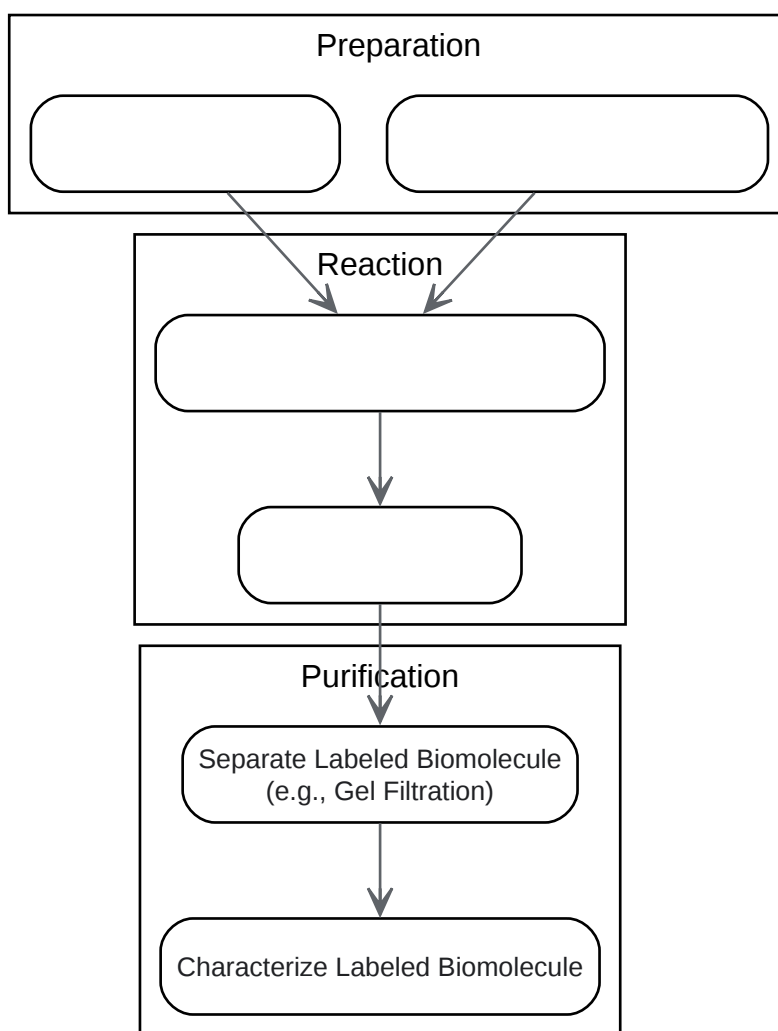 Preparation
Reaction
Purification
Separate Labeled Biomolecule
(e.g., Gel Filtration)
Characterize Labeled Biomolecule